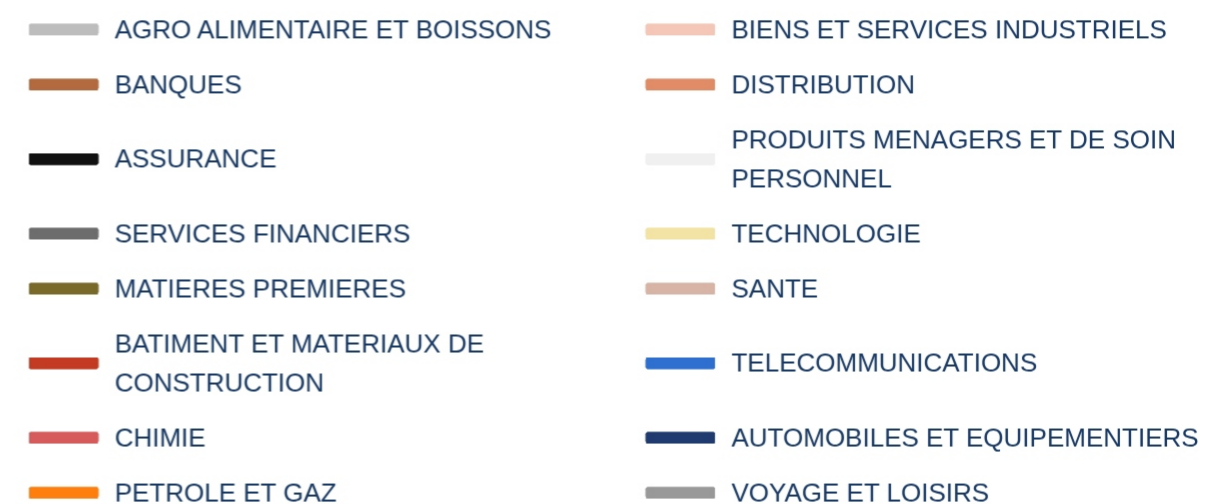 AGRO ALIMENTAIRE ET BOISSONS
BANQUES
ASSURANCE
SERVICES FINANCIERS
MATIERES PREMIERES
BATIMENT ET MATERIAUX DE
CONSTRUCTION
CHIMIE
PETROLE ET GAZ
BIENS ET SERVICES INDUSTRIELS
DISTRIBUTION
PRODUITS MENAGERS ET DE SOIN
PERSONNEL
TECHNOLOGIE
SANTE
TELECOMMUNICATIONS
AUTOMOBILES ET EQUIPEMENTIERS
VOYAGE ET LOISIRS